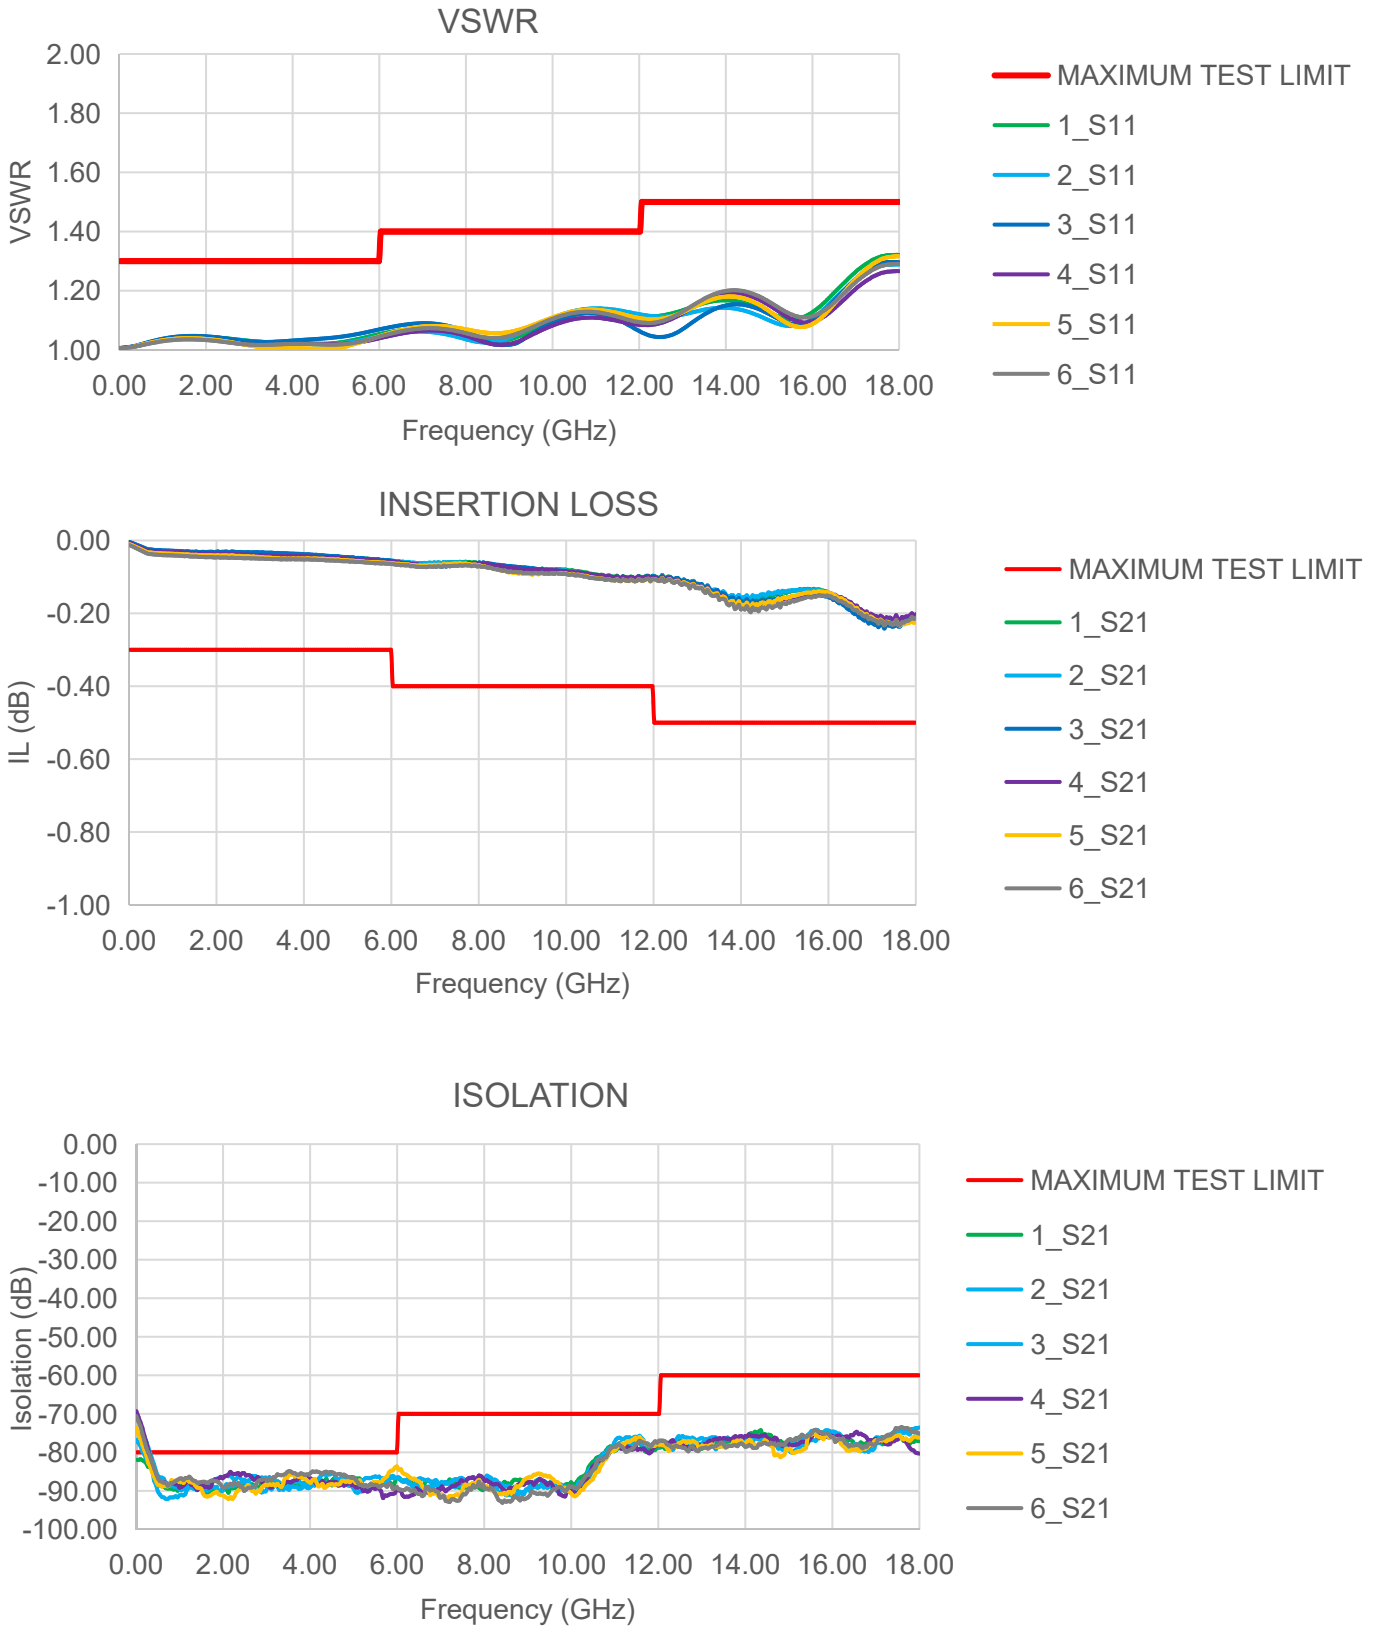 VSWR
2.00
1.80
1.60
1.40
1.20
1.00
VSWR
0.00 2.00 4.00 6.00 8.00 10.00 12.00 14.00 16.00 18.00
Frequency (GHz)
MAXIMUM TEST LIMIT
1_S11
2_S11
3_S11
4_S11
5_S11
6_S11
INSERTION LOSS
0.00
-0.20
-0.40
-0.60
-0.80
-1.00
IL (dB)
0.00 2.00 4.00 6.00 8.00 10.00 12.00 14.00 16.00 18.00
Frequency (GHz)
MAXIMUM TEST LIMIT
1_S21
2_S21
3_S21
4_S21
5_S21
6_S21
ISOLATION
0.00
-10.00
-20.00
-30.00
-40.00
-50.00
-60.00
-70.00
-80.00
-90.00
-100.00
Isolation (dB)
0.00 2.00 4.00 6.00 8.00 10.00 12.00 14.00 16.00 18.00
Frequency (GHz)
MAXIMUM TEST LIMIT
1_S21
2_S21
3_S21
4_S21
5_S21
6_S21